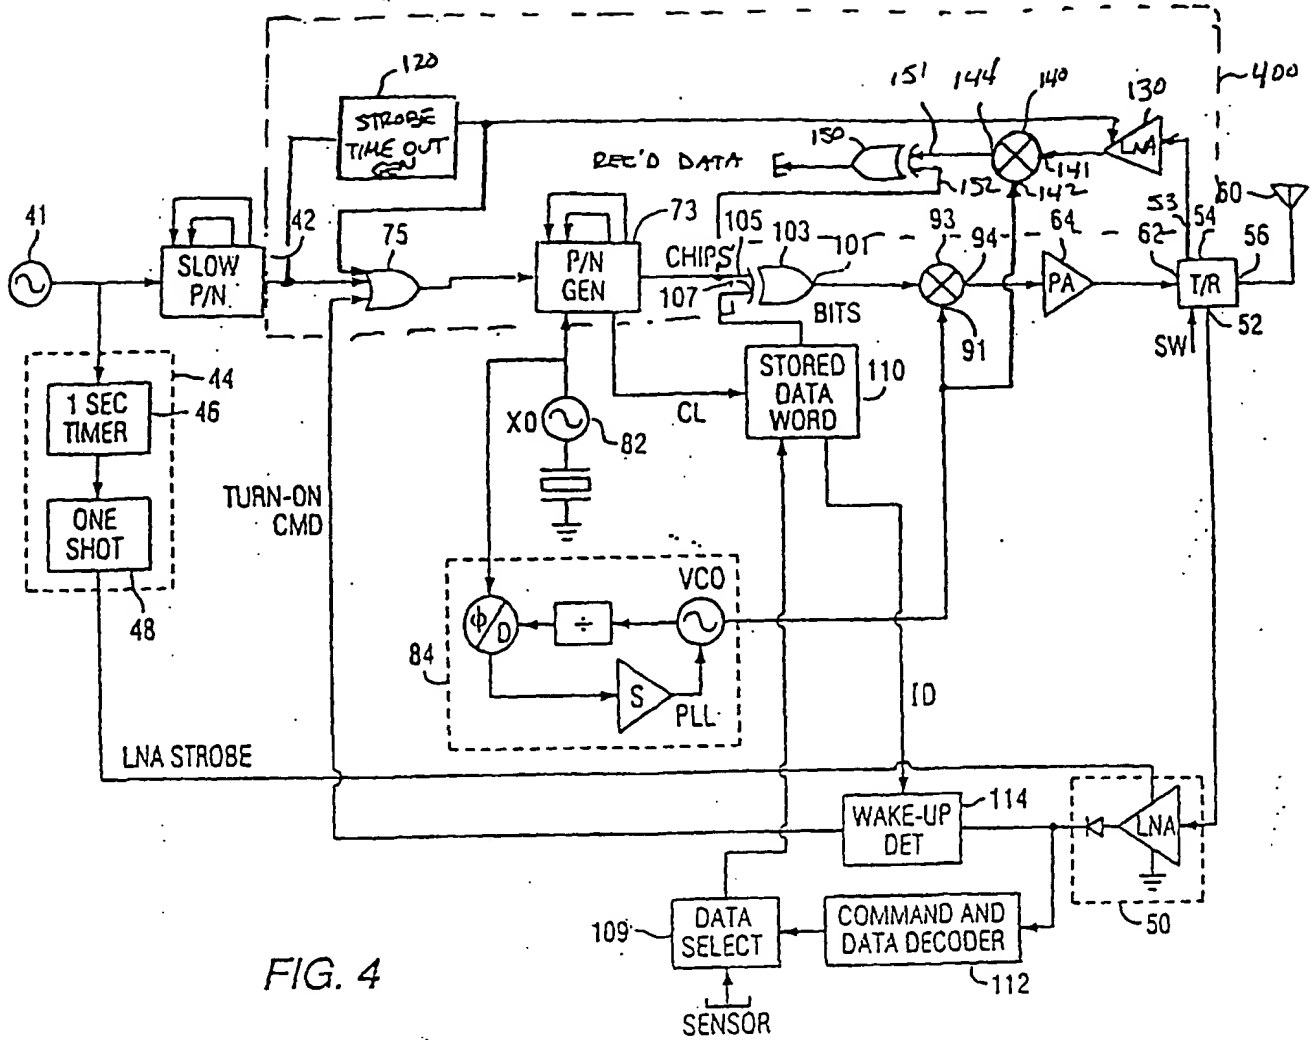 120
STROBE
TIME OUT
GEN
REC'D DATA
150
151
144
140
130
400
LNA
141
142
152
53
54
60
41
SLOW
P/N
42
75
73
P/N
GEN
CHIPS
105
107
103
101
BITS
93
94
91
64
PA
62
T/R
56
52
SW
44
1 SEC
TIMER
46
ONE
SHOT
48
XO
82
CL
STORED
DATA
WORD
110
TURN-ON
CMD
84
Φ/D
÷
VCO
S
PLL
ID
LNA STROBE
WAKE-UP
DET
114
LNA
50
109
DATA
SELECT
COMMAND AND
DATA DECODER
112
SENSOR
FIG. 4